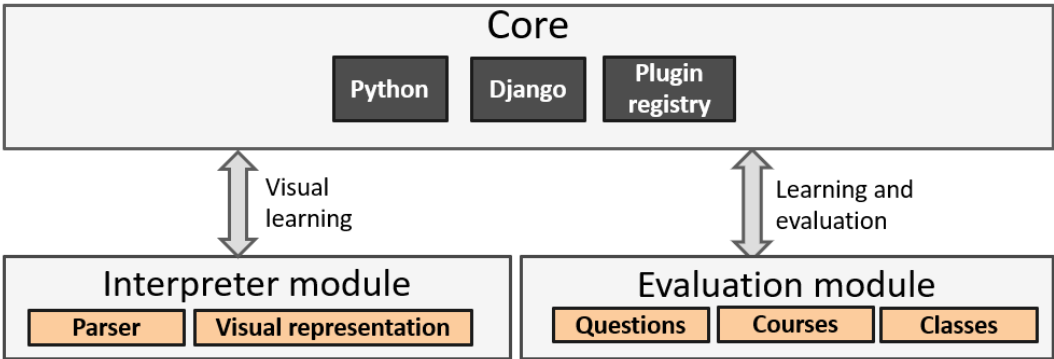 Core
Python
Django
Plugin
registry
Visual
learning
Learning and
evaluation
Interpreter module
Parser
Visual representation
Evaluation module
Questions
Courses
Classes